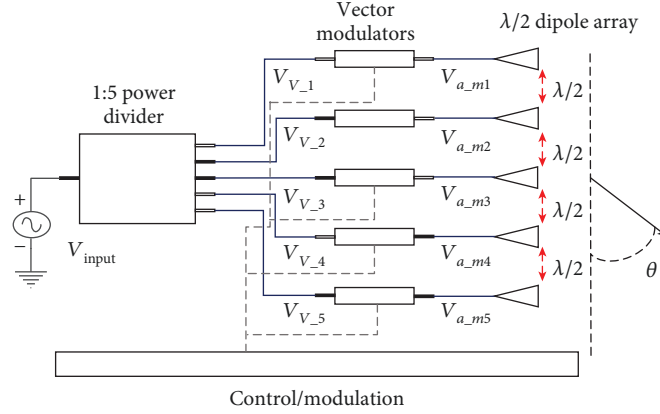 Vector
modulators
λ/2 dipole array
1:5 power
divider
V_V_1
V_a_m1
λ/2
V_V_2
V_a_m2
λ/2
V_V_3
V_a_m3
λ/2
V_V_4
V_a_m4
λ/2
V_V_5
V_a_m5
+
−
V_input
θ
Control/modulation